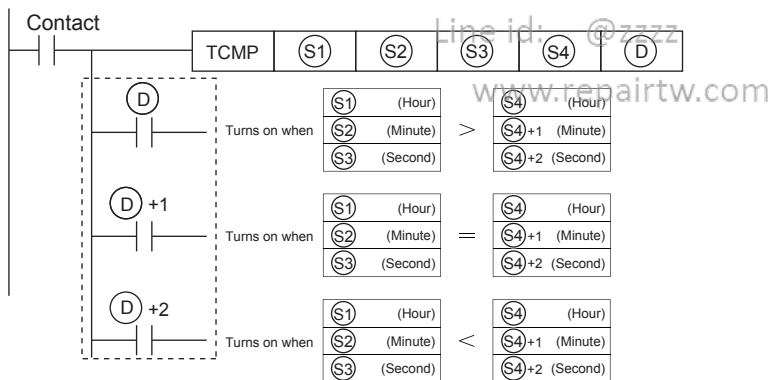 Contact
Line id: @zzzz
TCMP S1 S2 S3 S4 D
www.repairtw.com
D
Turns on when
S1 (Hour)
S2 (Minute)
S3 (Second)
>
S4 (Hour)
S4+1 (Minute)
S4+2 (Second)
D +1
Turns on when
S1 (Hour)
S2 (Minute)
S3 (Second)
=
S4 (Hour)
S4+1 (Minute)
S4+2 (Second)
D +2
Turns on when
S1 (Hour)
S2 (Minute)
S3 (Second)
<
S4 (Hour)
S4+1 (Minute)
S4+2 (Second)